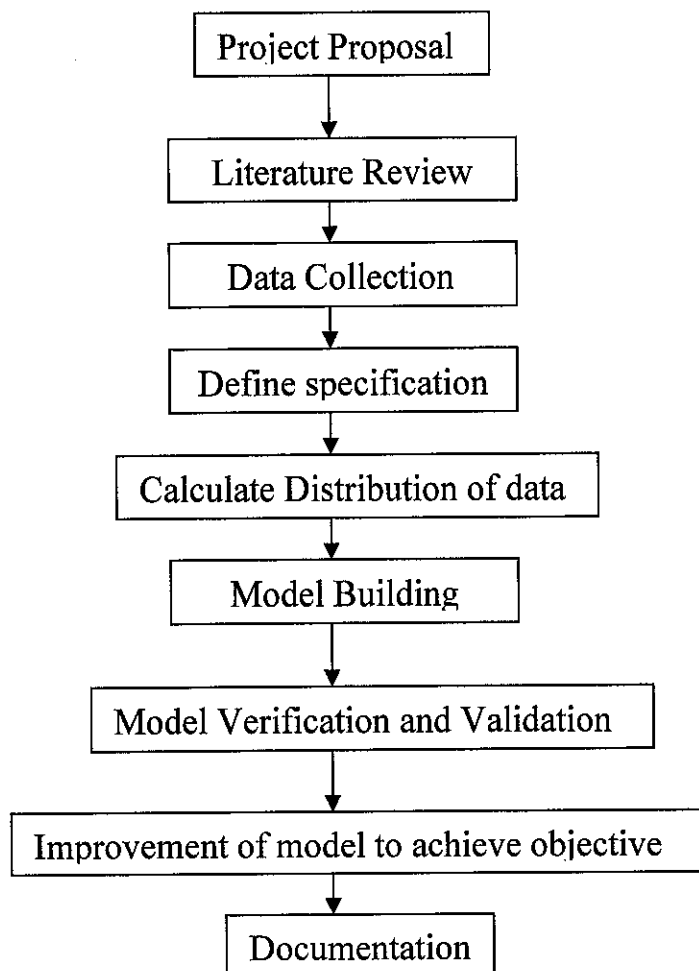 Project Proposal
Literature Review
Data Collection
Define specification
Calculate Distribution of data
Model Building
Model Verification and Validation
Improvement of model to achieve objective
Documentation